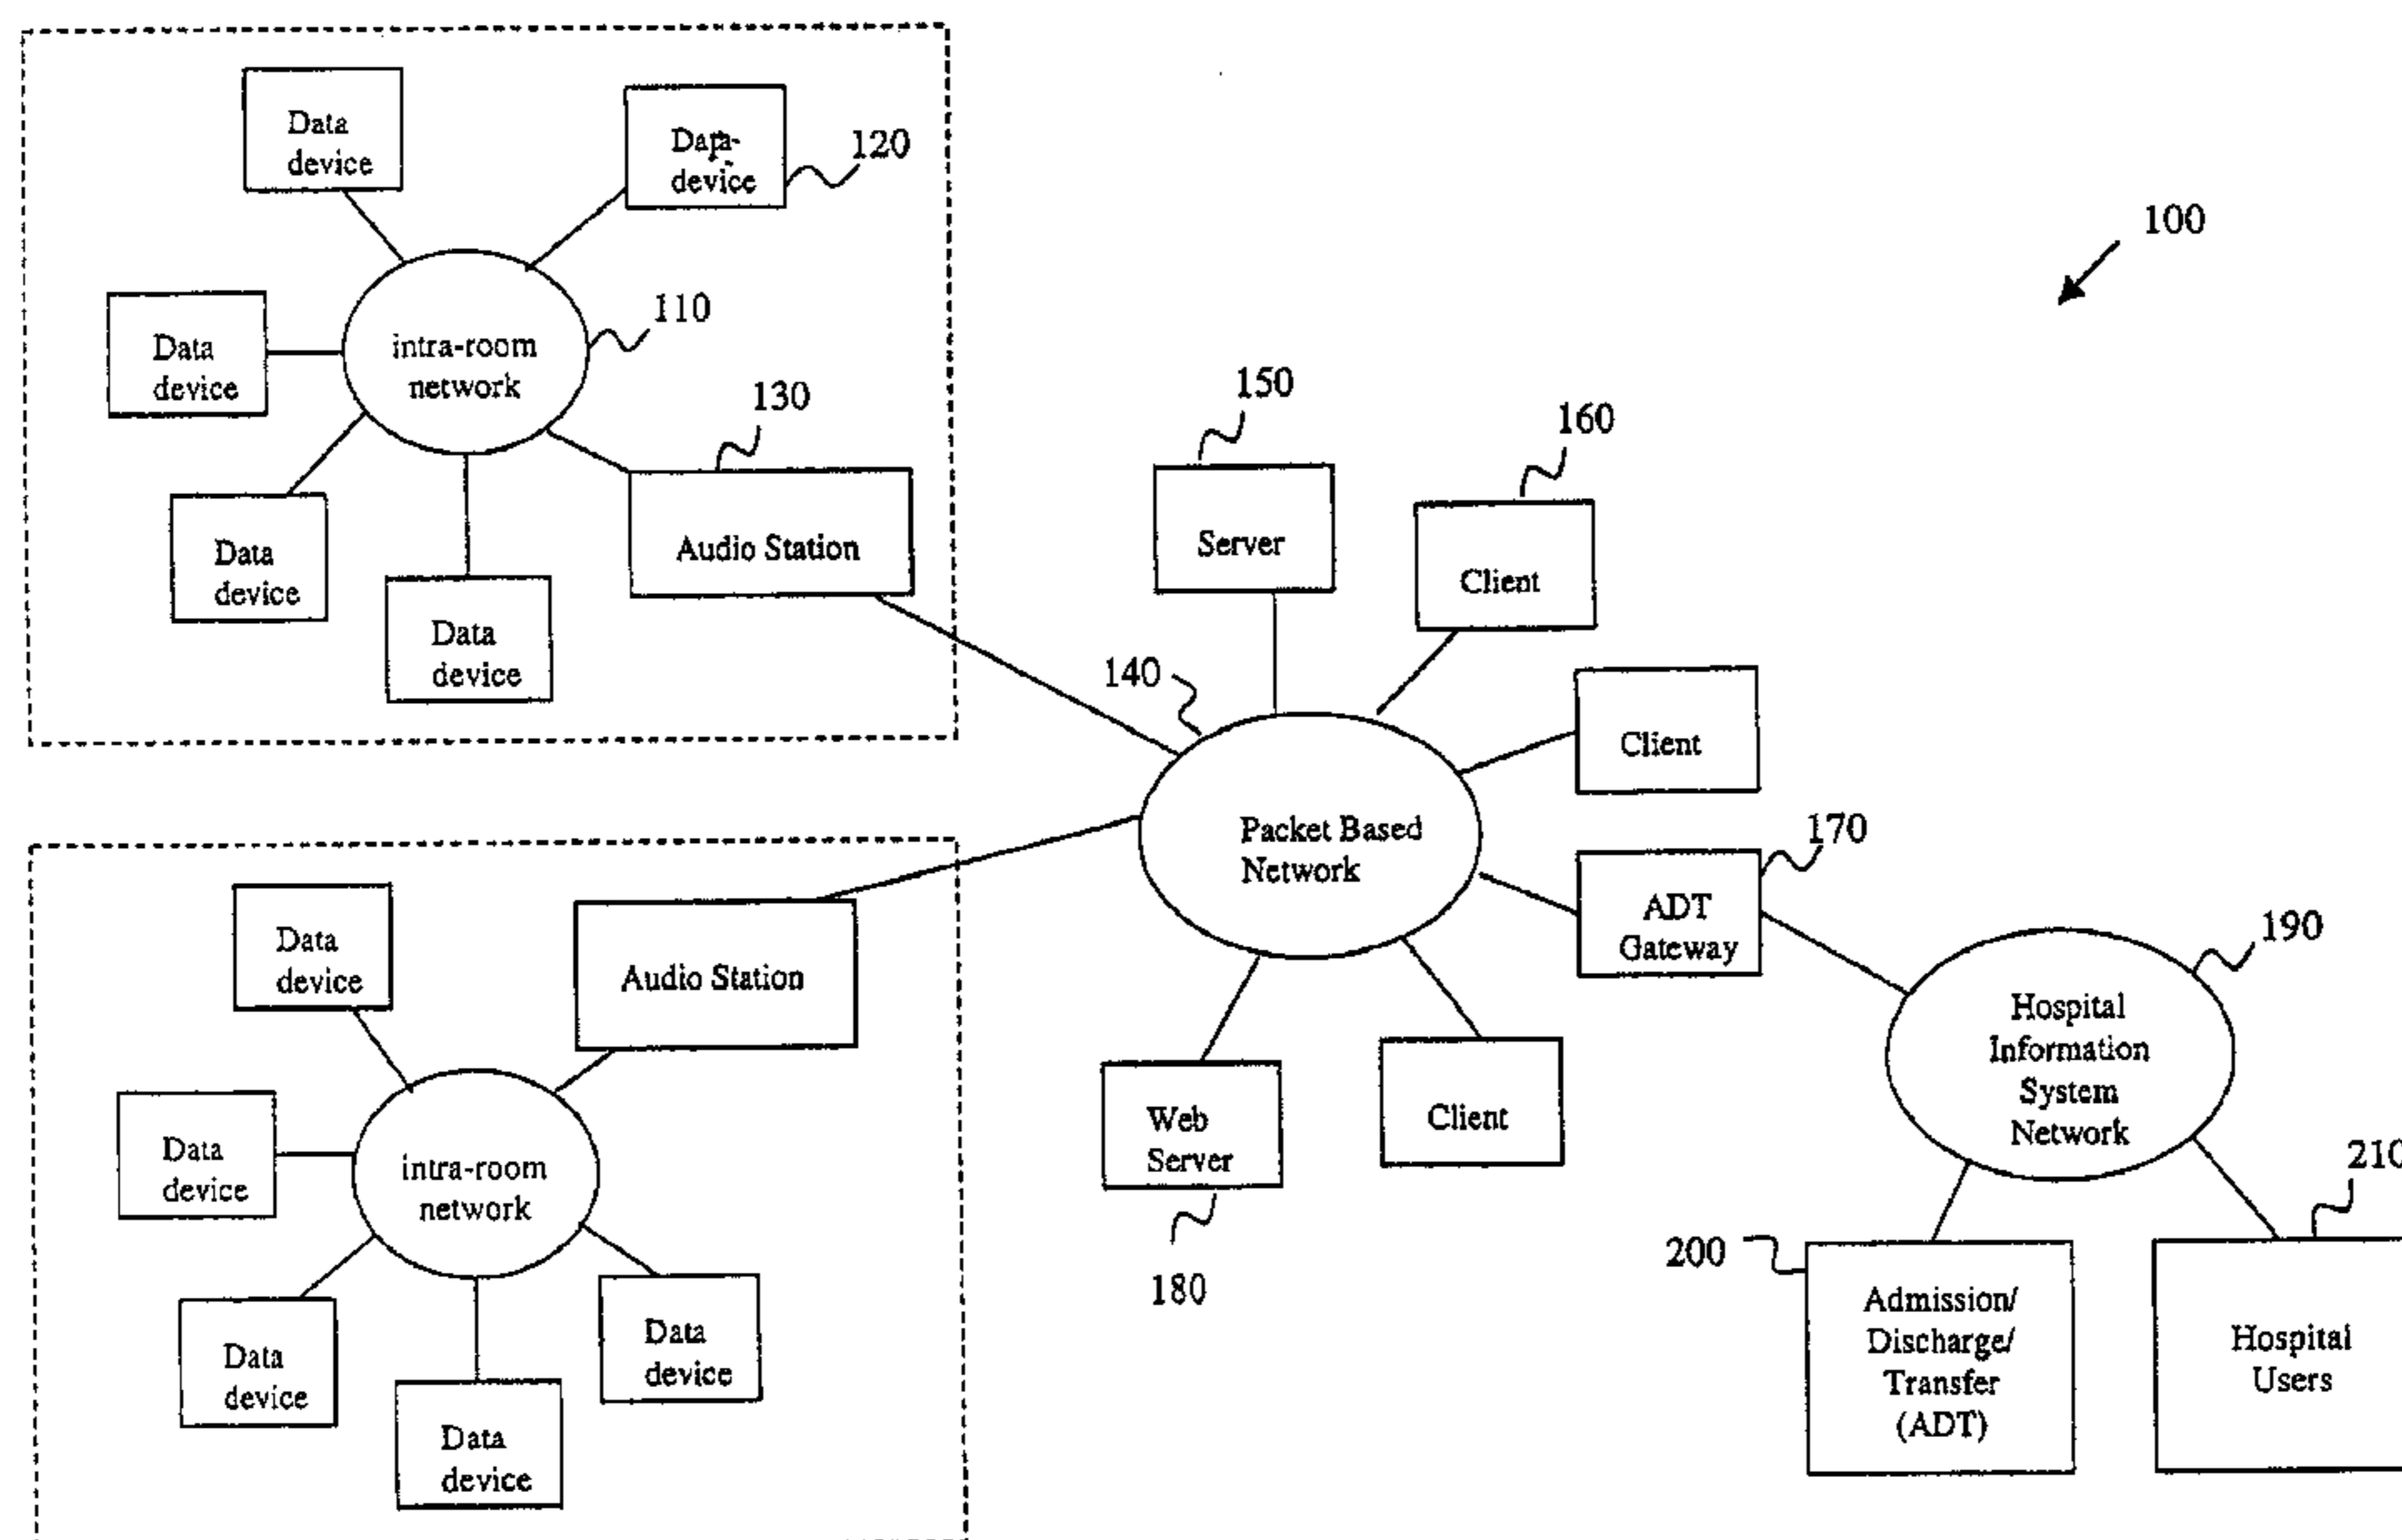 Data
device
Data-
device
120
100
110
intra-room
network
Data
device
130
Audio Station
Data
device
Data
device
150
160
Server
Client
140
Client
Packet Based
Network
170
ADT
Gateway
190
Hospital
Information
System
Network
Web
Server
180
Client
200
210
Admission/
Discharge/
Transfer
(ADT)
Hospital
Users
Data
device
Audio Station
Data
device
intra-room
network
Data
device
Data
device
Data
device